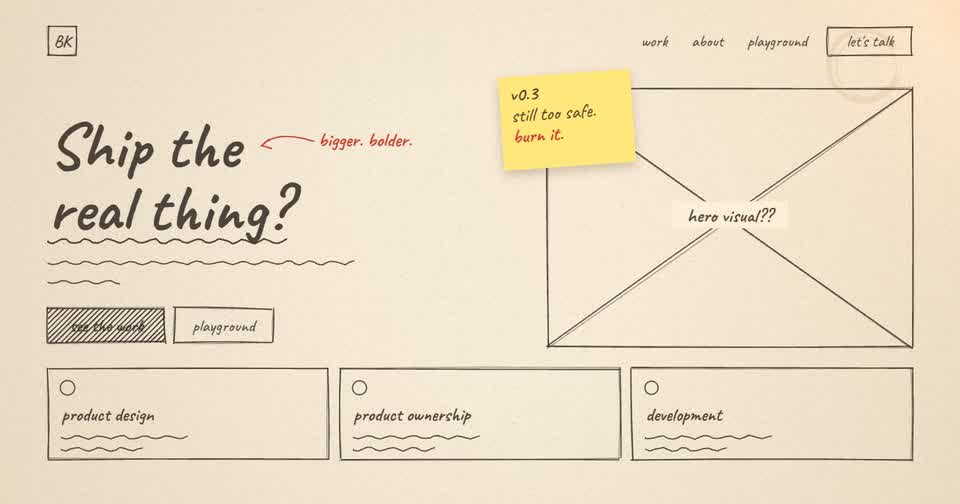 BK
work about playground let's talk
v0.3
still too safe.
burn it.
Ship the
real thing?
bigger. bolder.
hero visual??
see the work
playground
product design
product ownership
development